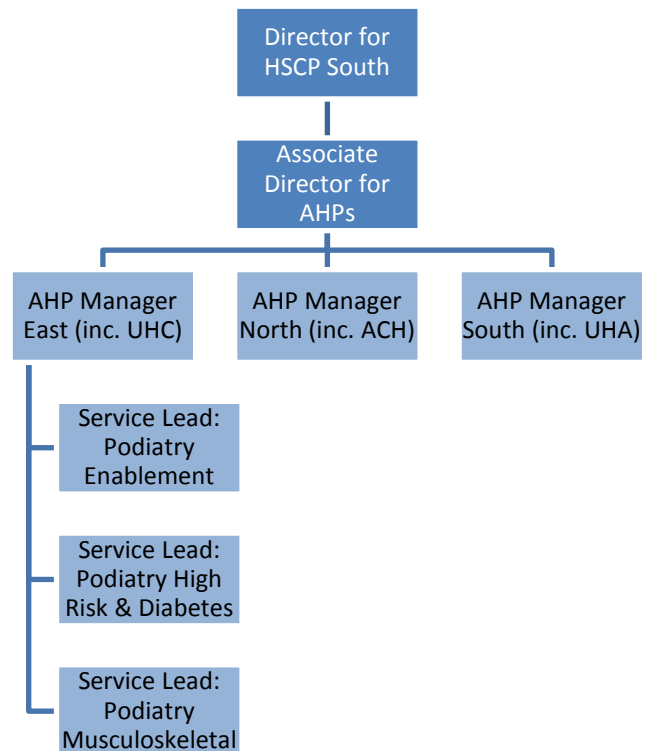 Director for
HSCP South
Associate
Director for
AHPs
AHP Manager
East (inc. UHC)
AHP Manager
North (inc. ACH)
AHP Manager
South (inc. UHA)
Service Lead:
Podiatry
Enablement
Service Lead:
Podiatry High
Risk & Diabetes
Service Lead:
Podiatry
Musculoskeletal